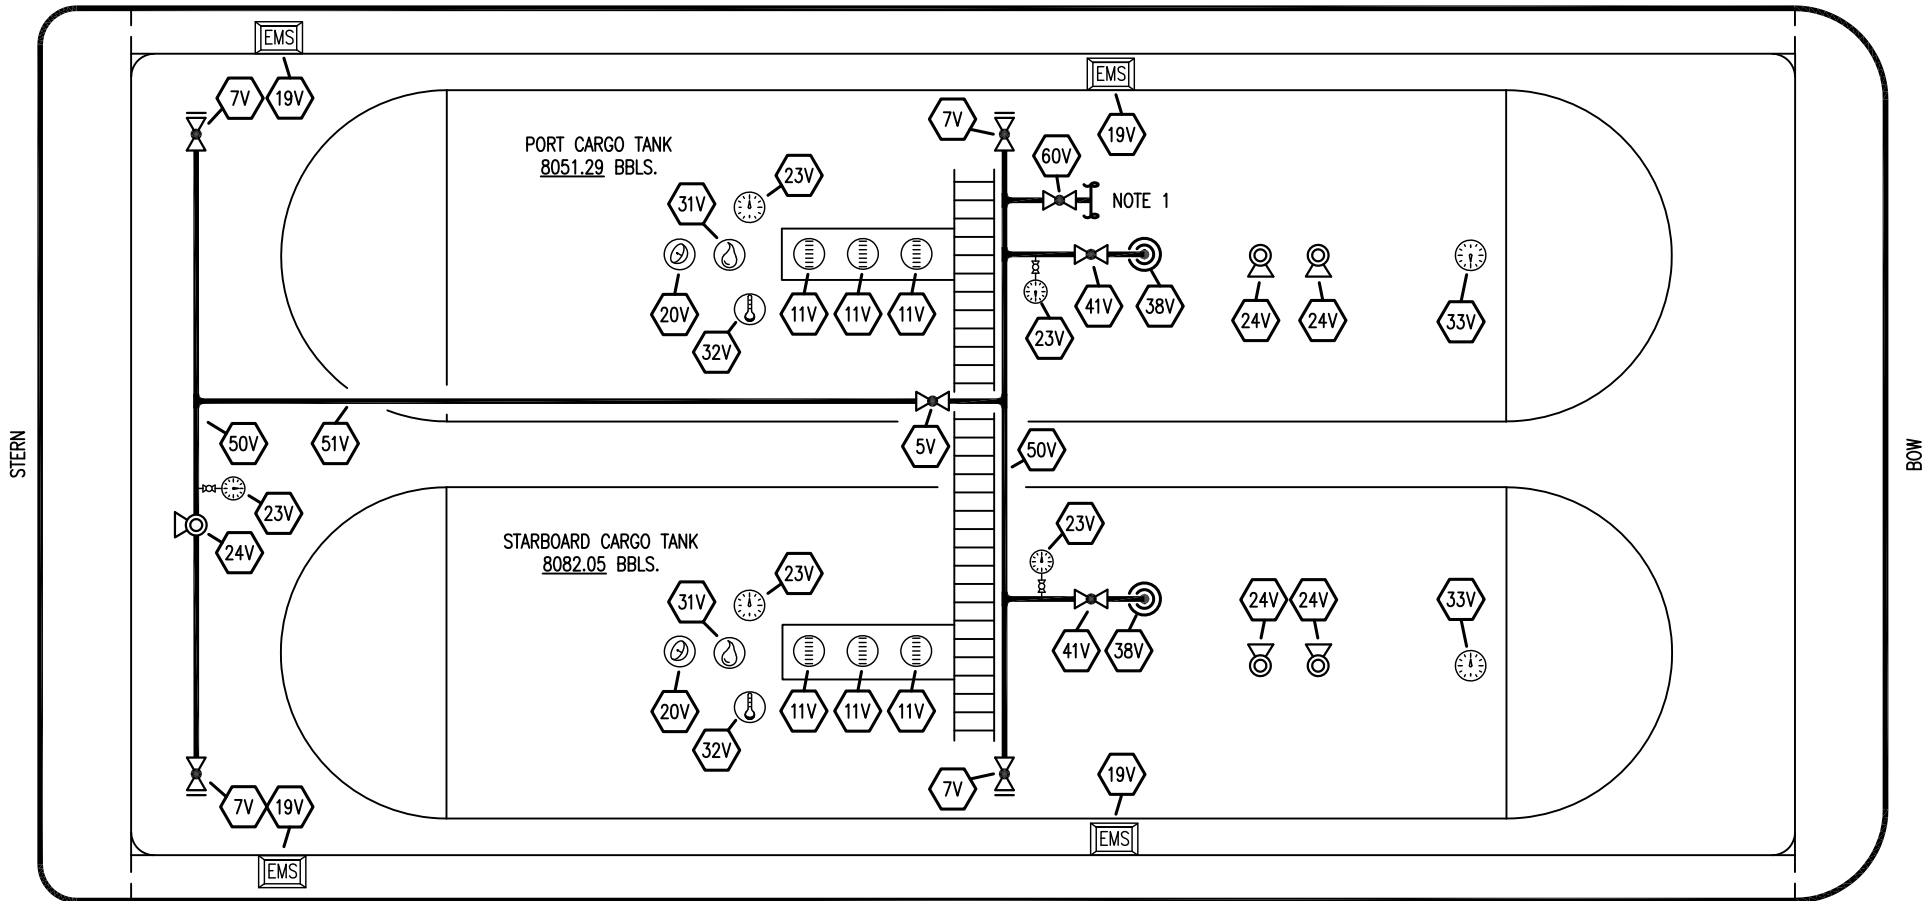 EMS
7V
19V
EMS
7V
19V
PORT CARGO TANK
8051.29 BBLS.
60V
23V
31V
NOTE 1
20V
11V
11V
11V
41V
38V
24V
24V
33V
32V
23V
STERN
BOW
50V
51V
5V
50V
23V
24V
STARBOARD CARGO TANK
8082.05 BBLS.
23V
23V
31V
24V
24V
33V
41V
38V
20V
11V
11V
11V
32V
7V
19V
7V
19V
EMS
EMS